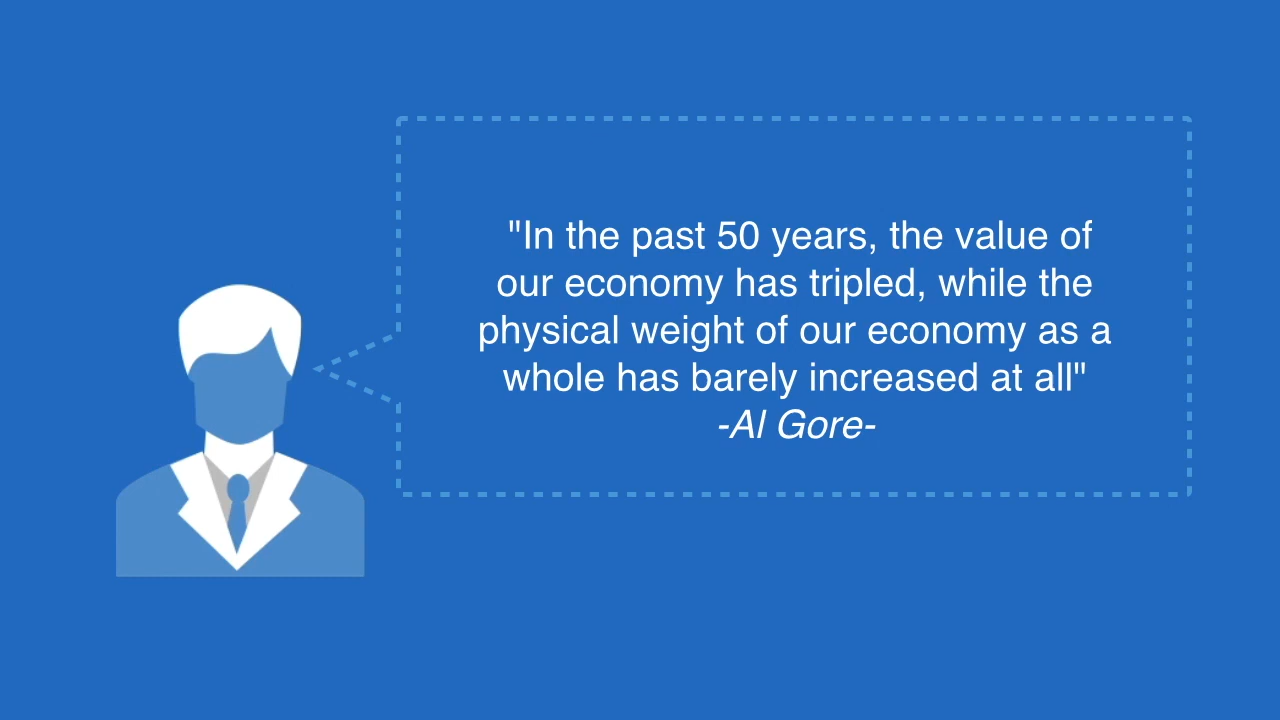 "In the past 50 years, the value of
our economy has tripled, while the
physical weight of our economy as a
whole has barely increased at all"
-Al Gore-